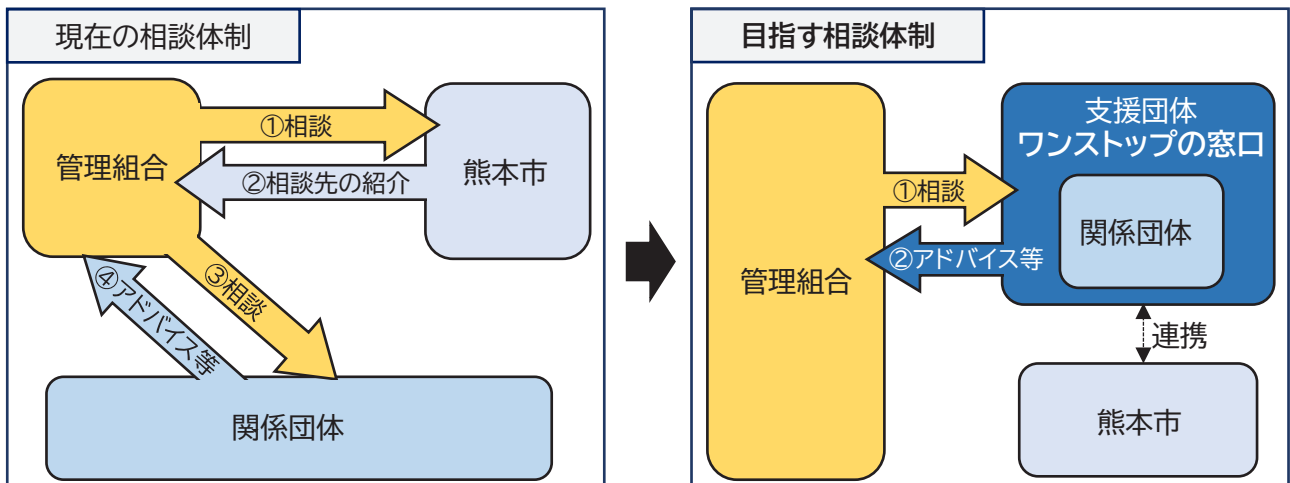 現在の相談体制
管理組合
①相談
②相談先の紹介
熊本市
③相談
④アドバイス等
関係団体
目指す相談体制
管理組合
①相談
②アドバイス等
支援団体
ワンストップの窓口
関係団体
連携
熊本市